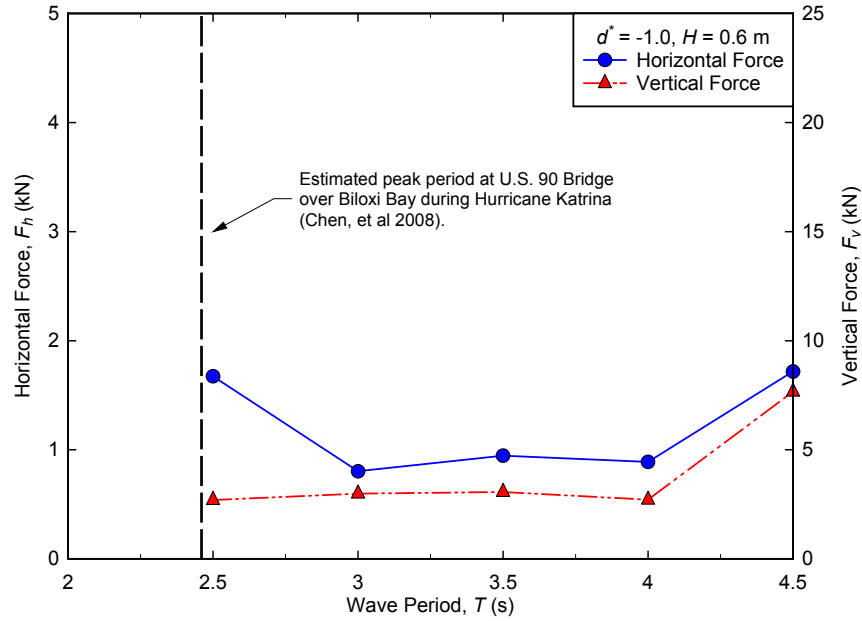 5
4
3
2
1
0
Horizontal Force, Fh (kN)
25
20
15
10
5
0
Vertical Force, Fv (kN)
d* = -1.0, H = 0.6 m
Horizontal Force
Vertical Force
Estimated peak period at U.S. 90 Bridge
over Biloxi Bay during Hurricane Katrina
(Chen, et al 2008).
2 2.5 3 3.5 4 4.5
Wave Period, T (s)